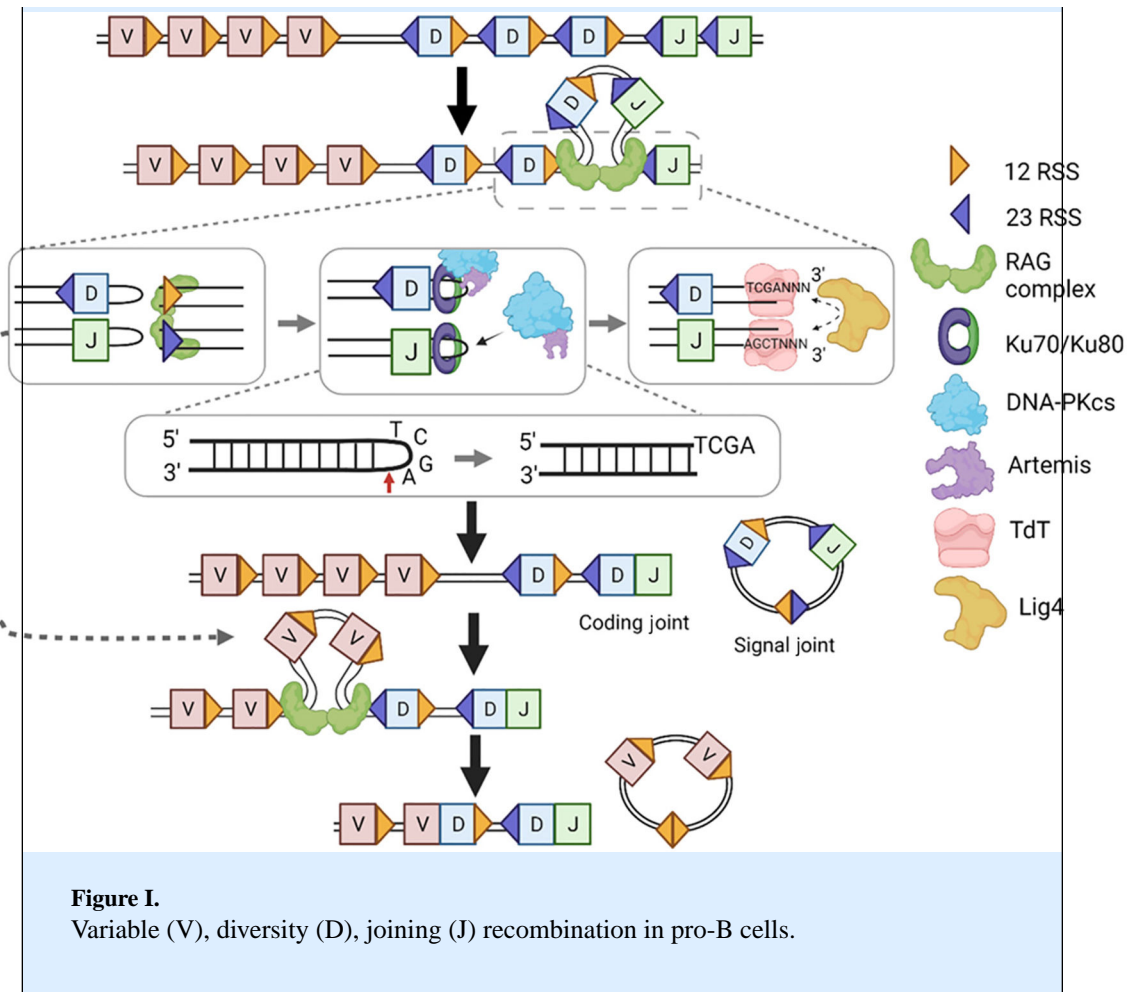 V V V V D D D J J
D J
V V V V D D J
12 RSS
23 RSS
RAG
complex
Ku70/Ku80
DNA-PKcs
Artemis
TdT
Lig4
D
J
D
J
3'
TCGANNN
D
J
AGCTNNN
3'
5'
3'
T
C
G
A
TCGA
5'
3'
V V V V D D J
Coding joint
D J
Signal joint
V V
V V D D J
V V
V V D D J
Figure I.
Variable (V), diversity (D), joining (J) recombination in pro-B cells.